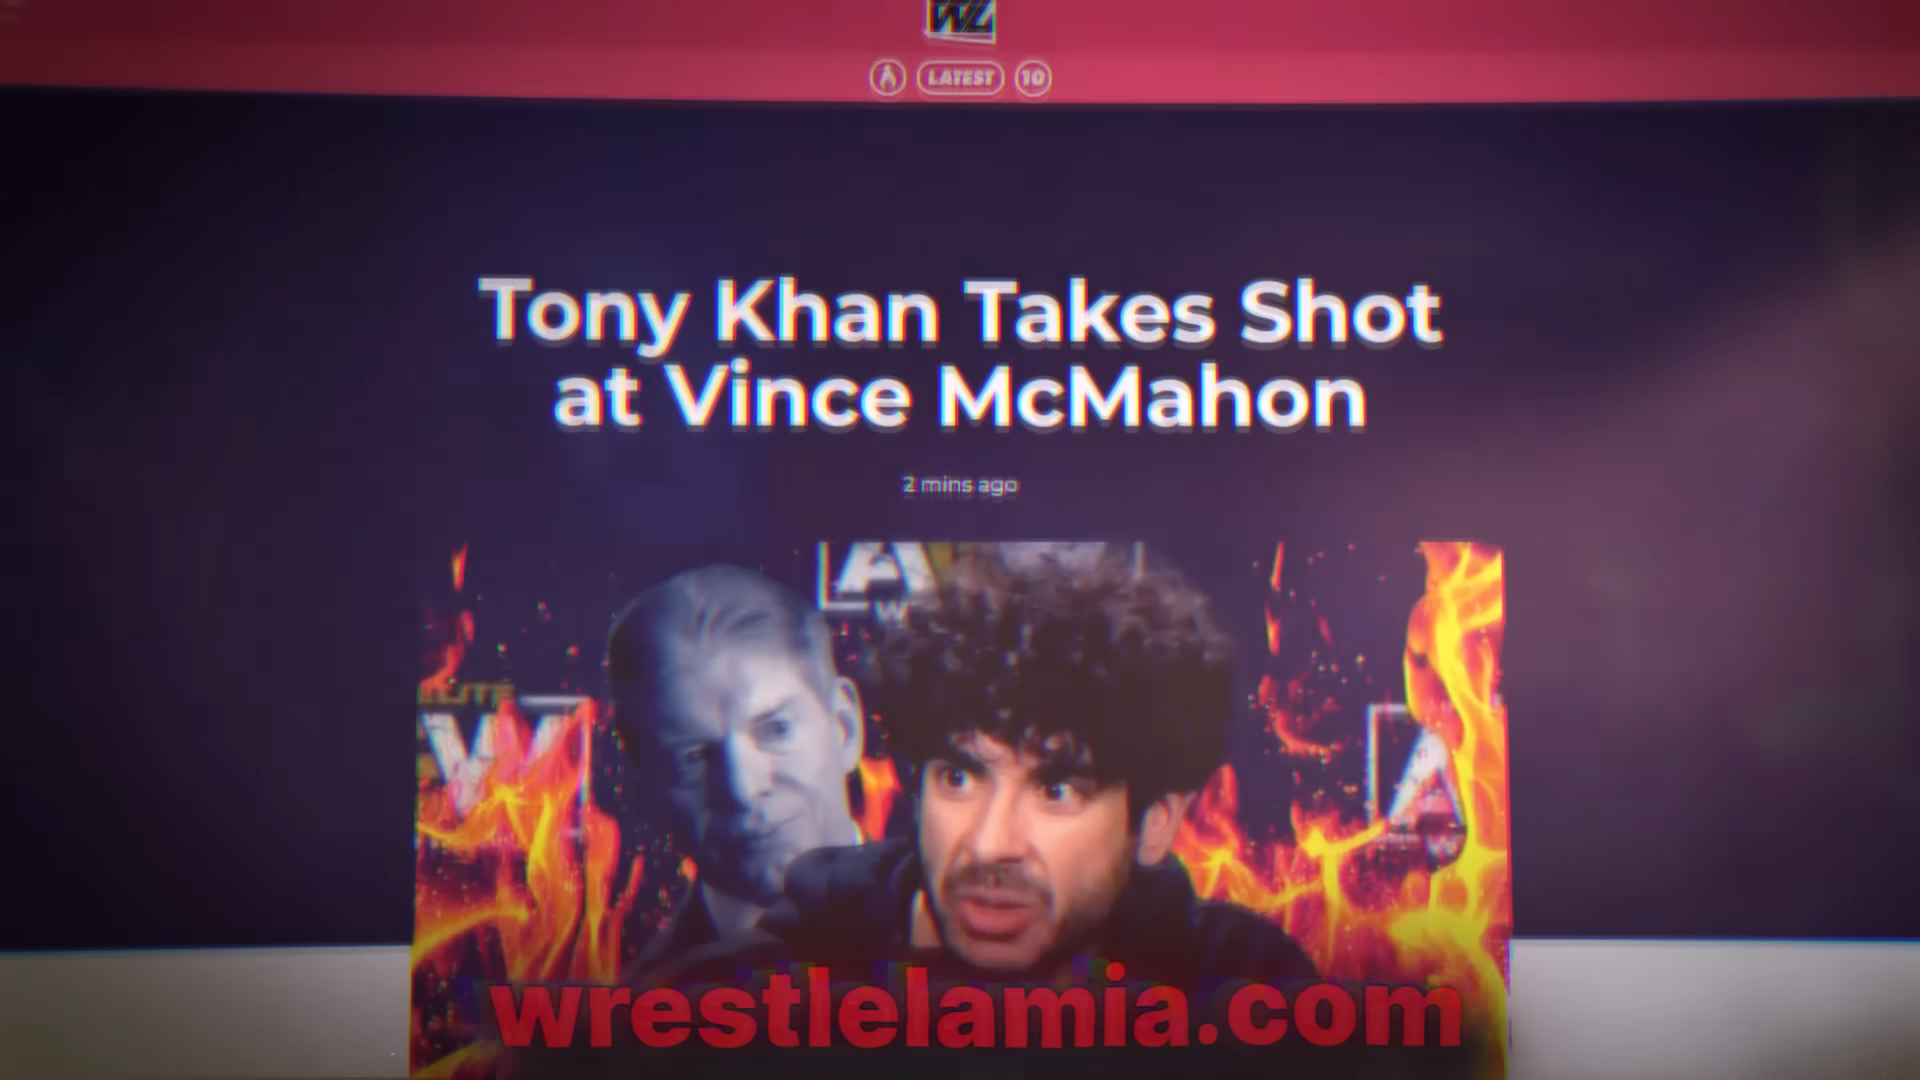 WZ
LATEST
10
Tony Khan Takes Shot
at Vince McMahon
2 mins ago
A
W
W
A
wrestlelamia.com